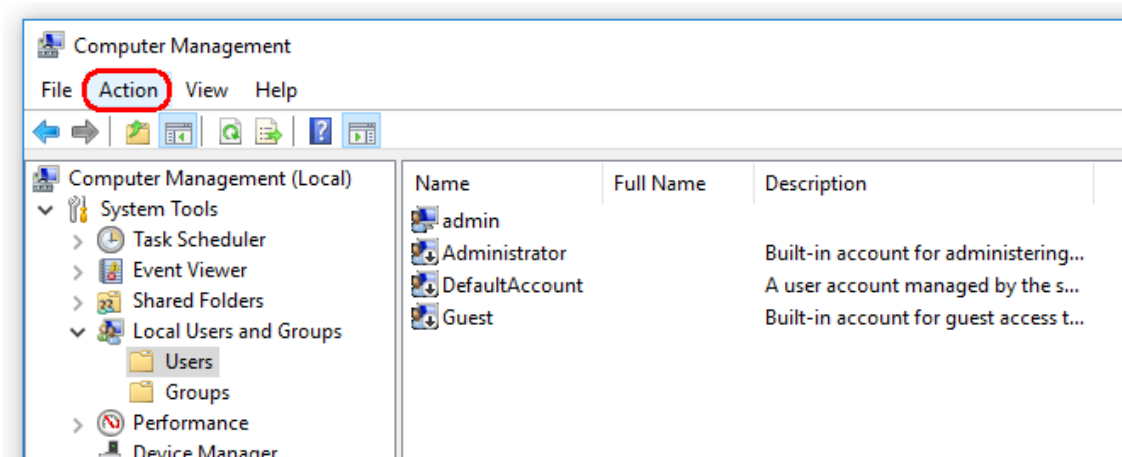 Computer Management
File Action View Help
Computer Management (Local)
System Tools
Task Scheduler
Event Viewer
Shared Folders
Local Users and Groups
Users
Groups
Performance
Device Manager
Name Full Name Description
admin
Administrator Built-in account for administering...
DefaultAccount A user account managed by the s...
Guest Built-in account for guest access t...